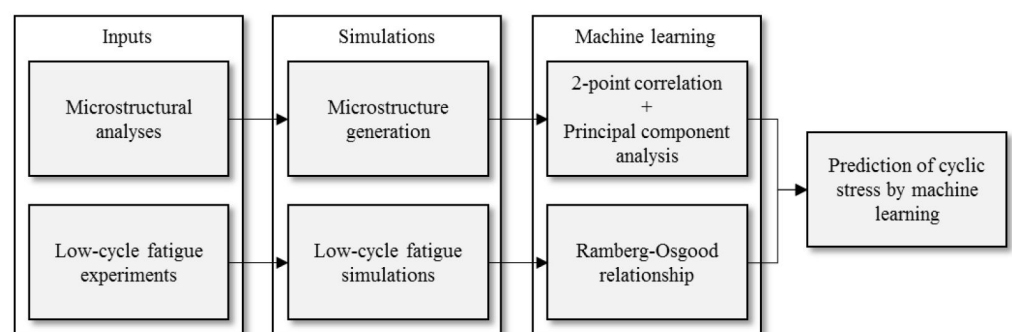 Inputs
Simulations
Machine learning
Microstructural
analyses
Microstructure
generation
2-point correlation
+
Principal component
analysis
Prediction of cyclic
stress by machine
learning
Low-cycle fatigue
experiments
Low-cycle fatigue
simulations
Ramberg-Osgood
relationship